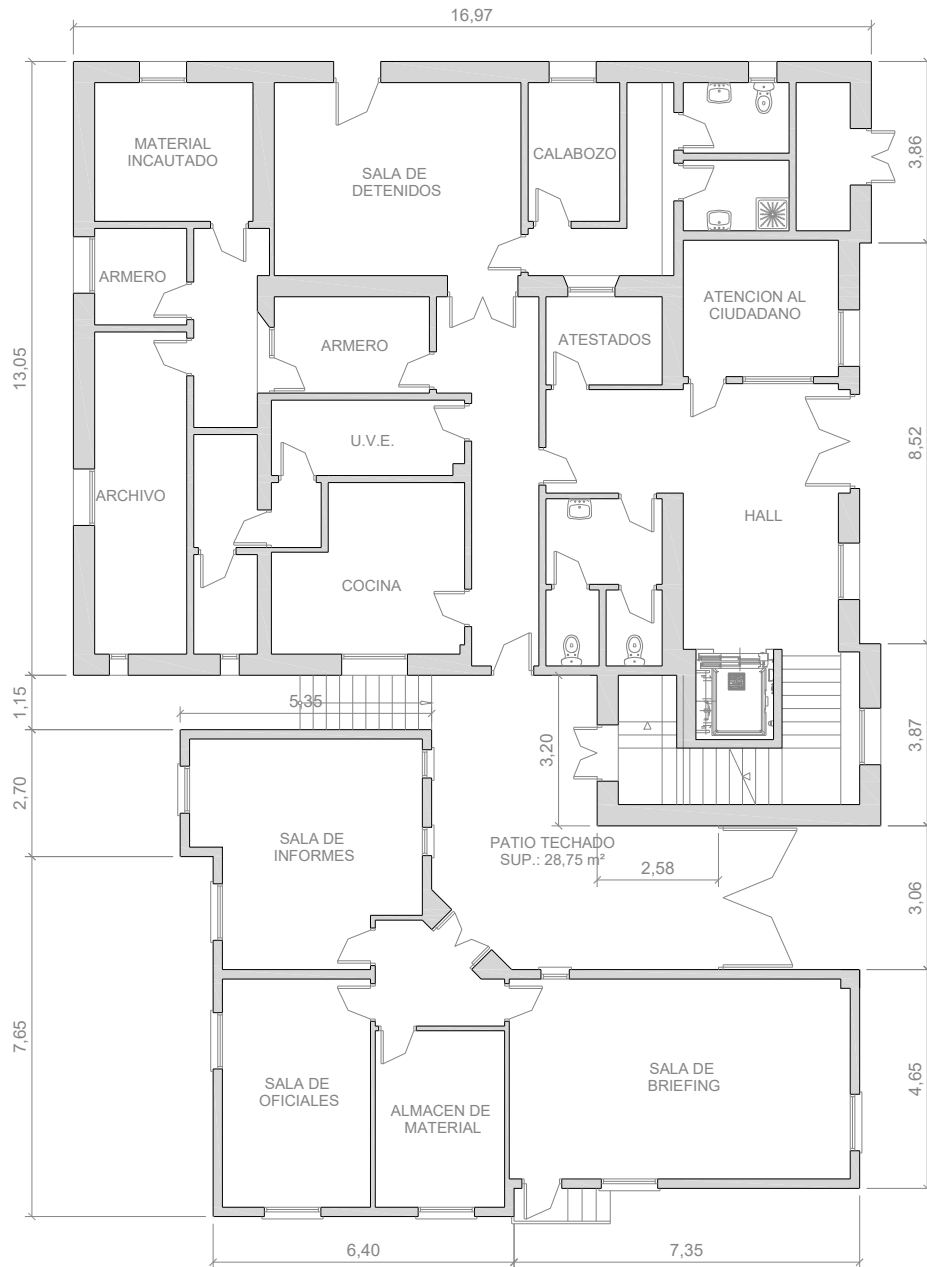 16,97
MATERIAL
INCAUTADO
SALA DE
DETENIDOS
CALABOZO
3,86
ARMERO
ATENCION AL
CIUDADANO
13,05
ARMERO
ATESTADOS
U.V.E.
8,52
ARCHIVO
HALL
COCINA
1,15
5,35
3,20
3,87
2,70
SALA DE
INFORMES
PATIO TECHADO
SUP.: 28,75 m²
2,58
3,06
7,65
SALA DE
OFICIALES
ALMACEN DE
MATERIAL
SALA DE
BRIEFING
4,65
6,40
7,35